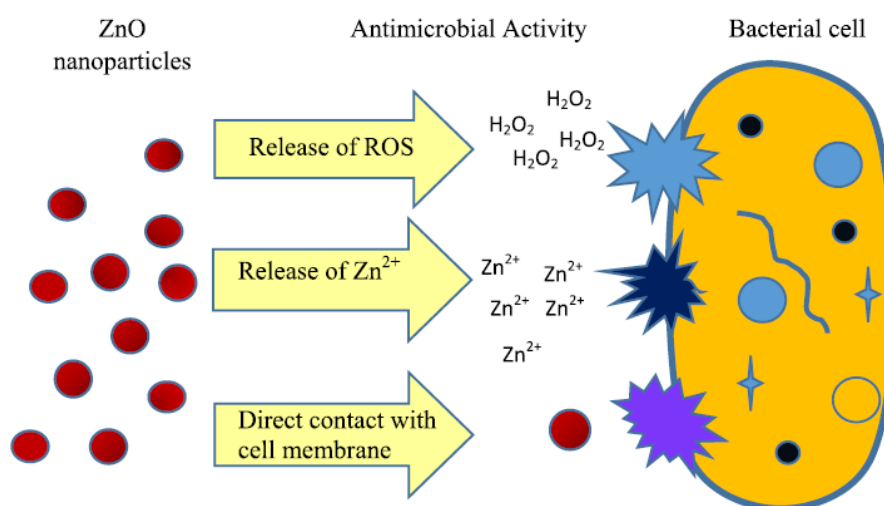 ZnO
nanoparticles
Antimicrobial Activity
Bacterial cell
Release of ROS
H₂O₂
H₂O₂
H₂O₂
H₂O₂
Release of Zn²⁺
Zn²⁺
Zn²⁺
Zn²⁺
Zn²⁺
Zn²⁺
Direct contact with
cell membrane